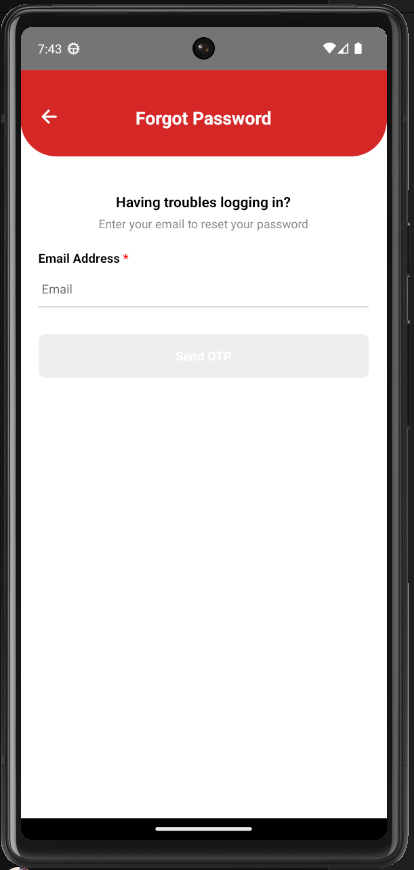 7:43
Forgot Password
Having troubles logging in?
Enter your email to reset your password
Email Address *
Email
Send OTP